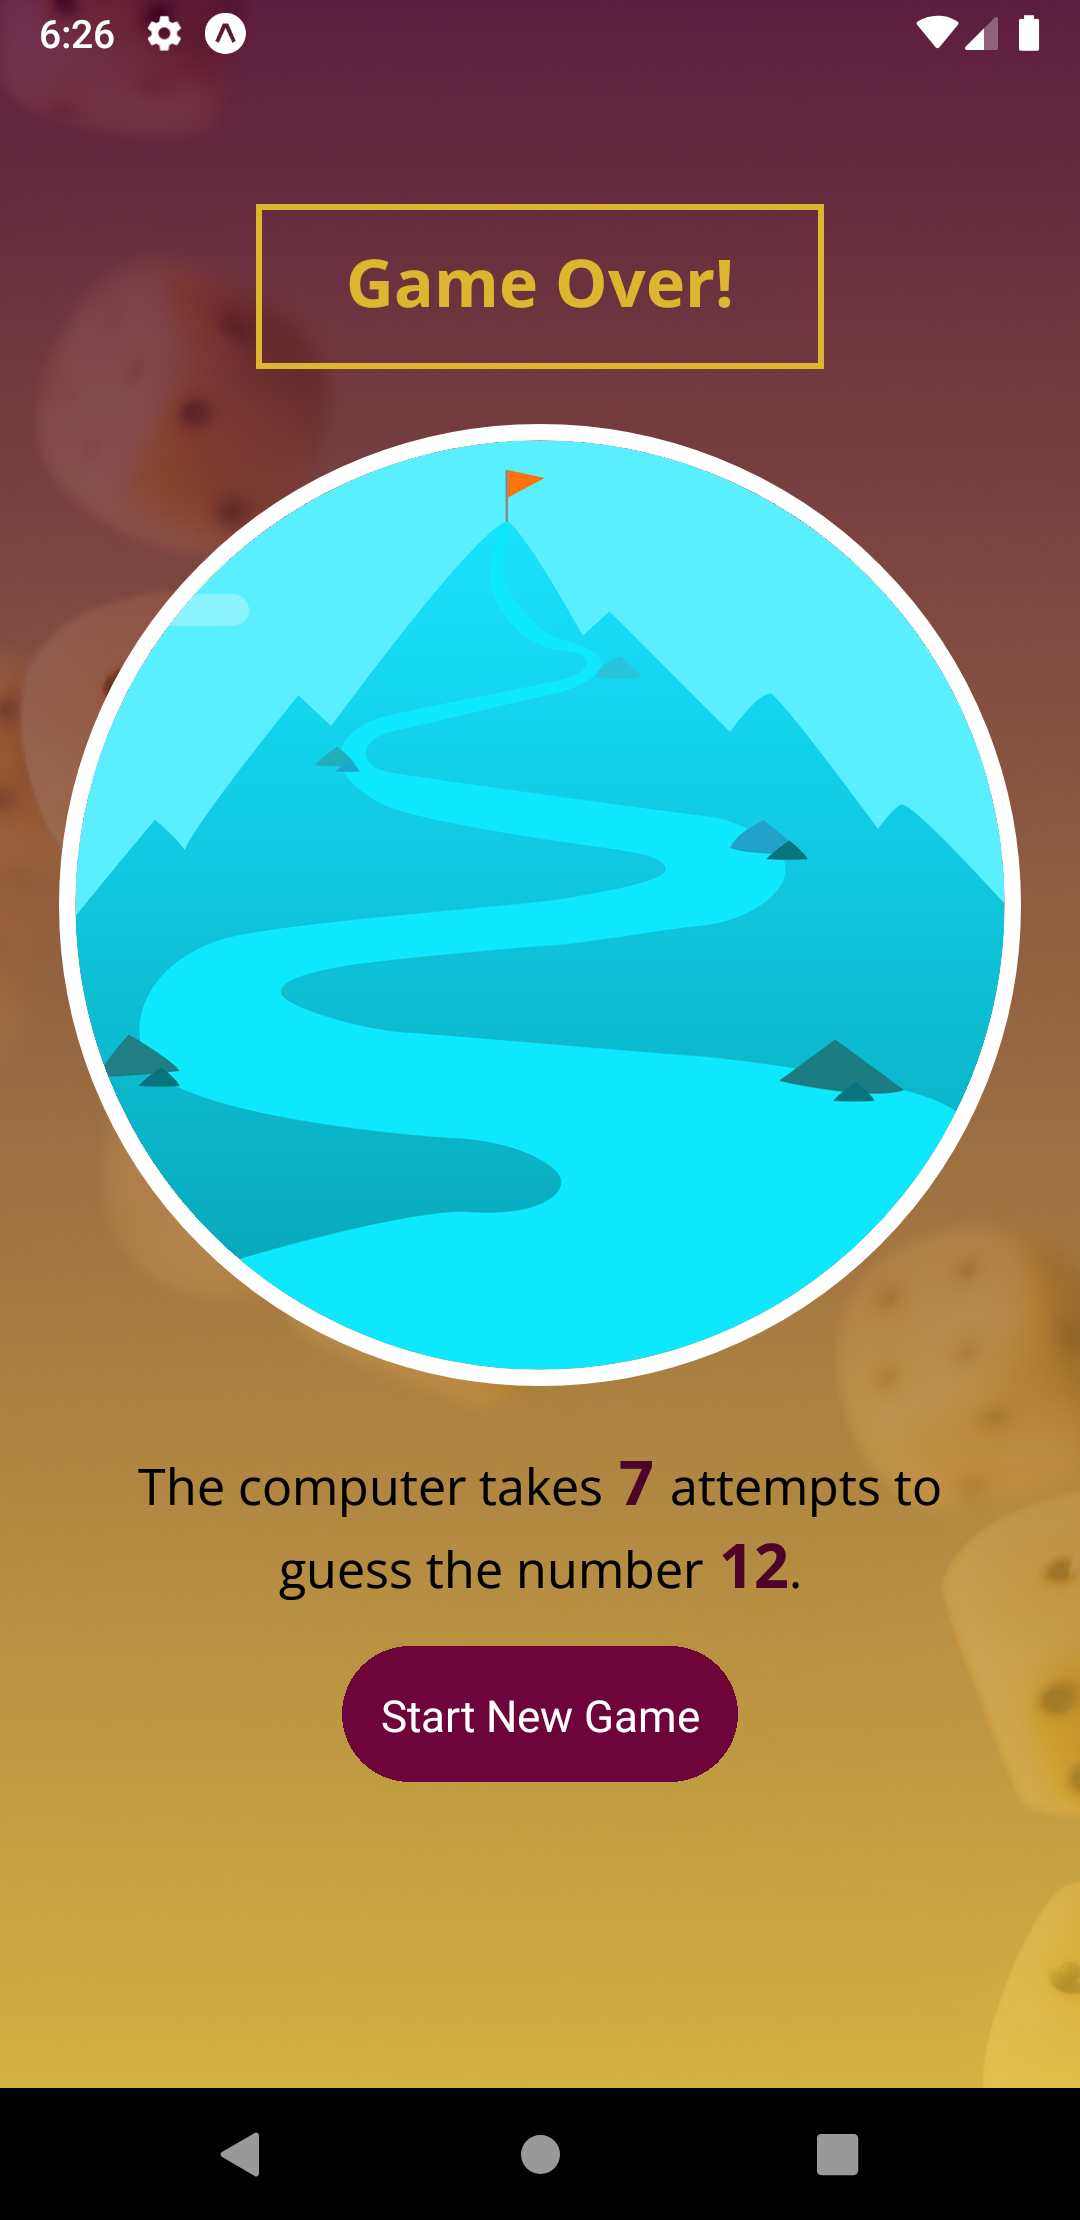 6:26
Game Over!
The computer takes 7 attempts to
guess the number 12.
Start New Game